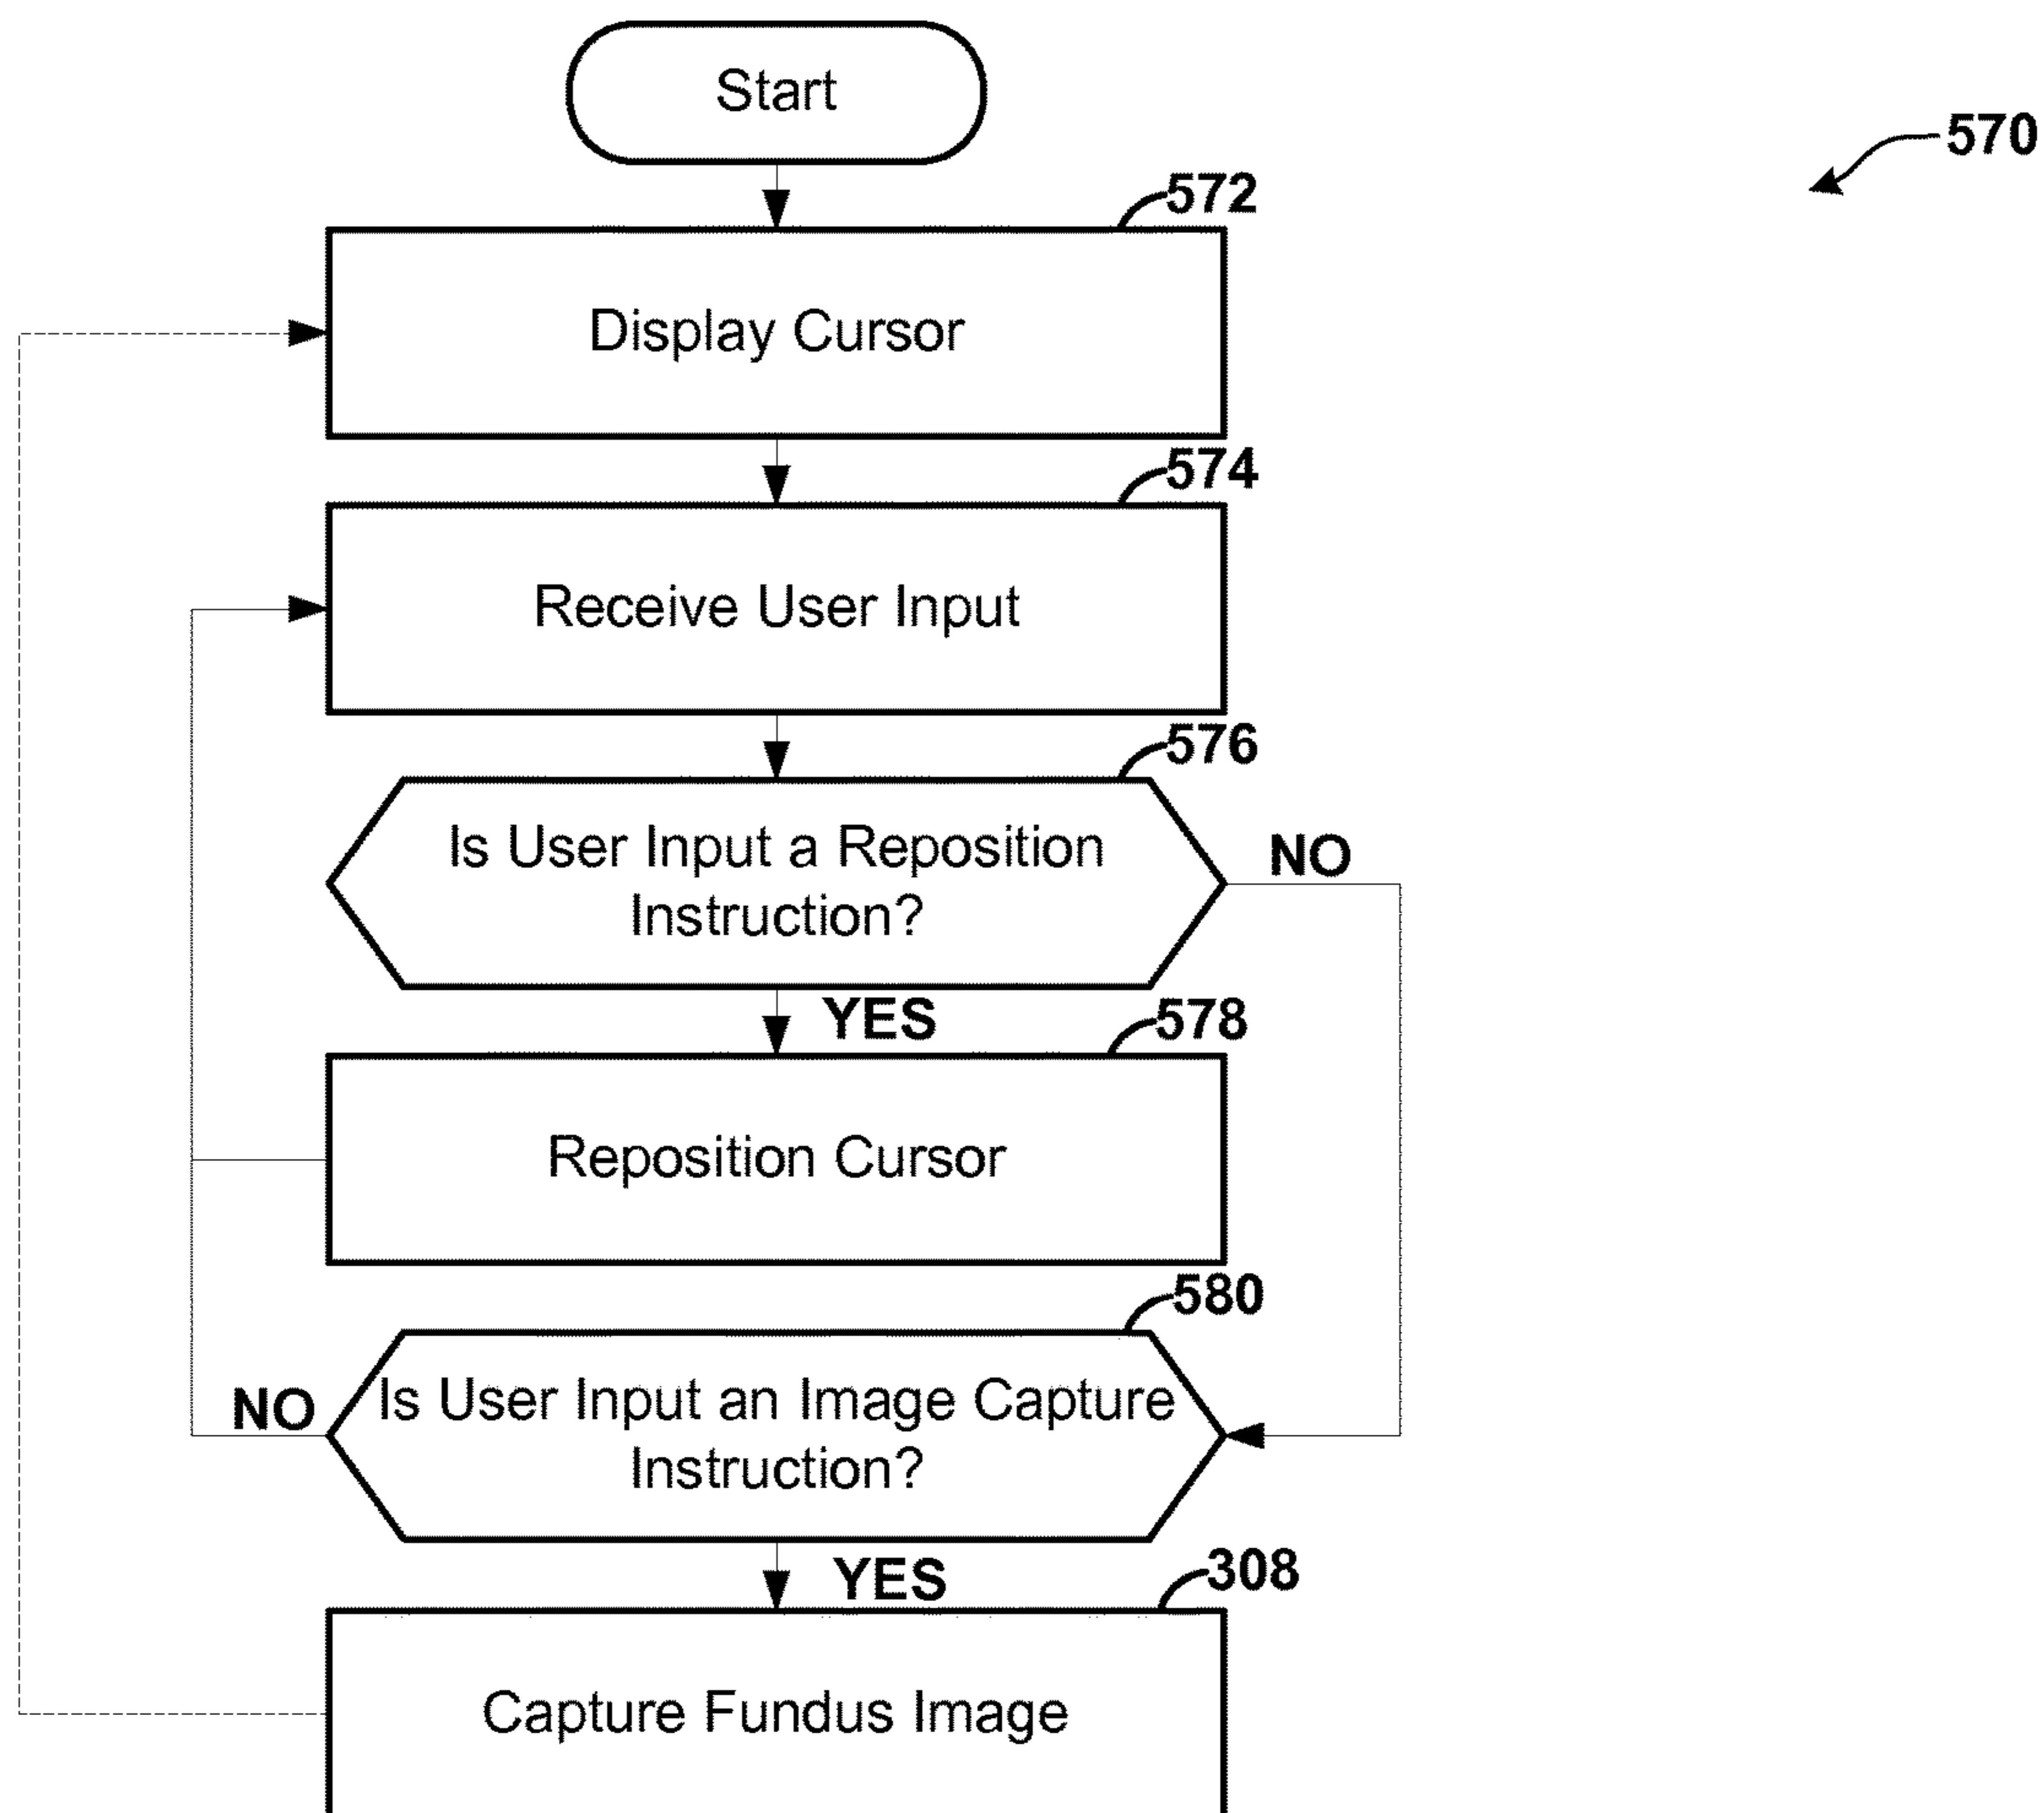 Start
570
572
Display Cursor
574
Receive User Input
576
Is User Input a Reposition
Instruction?
NO
YES
578
Reposition Cursor
580
NO
Is User Input an Image Capture
Instruction?
YES
308
Capture Fundus Image